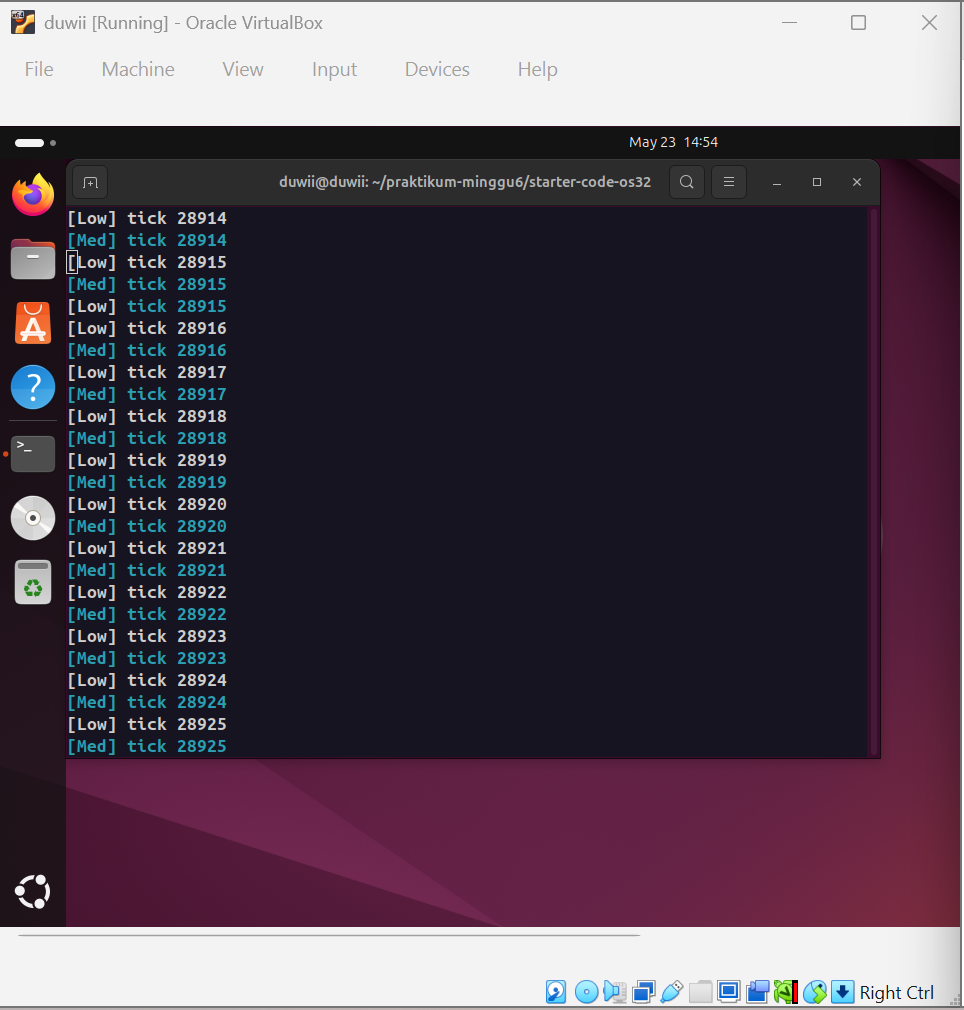 duwii [Running] - Oracle VirtualBox
File Machine View Input Devices Help
May 23 14:54
duwii@duwii: ~/praktikum-minggu6/starter-code-os32
[Low] tick 28914
[Med] tick 28914
[Low] tick 28915
[Med] tick 28915
[Low] tick 28915
[Low] tick 28916
[Med] tick 28916
[Low] tick 28917
[Med] tick 28917
[Low] tick 28918
[Med] tick 28918
[Low] tick 28919
[Med] tick 28919
[Low] tick 28920
[Med] tick 28920
[Low] tick 28921
[Med] tick 28921
[Low] tick 28922
[Med] tick 28922
[Low] tick 28923
[Med] tick 28923
[Low] tick 28924
[Med] tick 28924
[Low] tick 28925
[Med] tick 28925
Right Ctrl